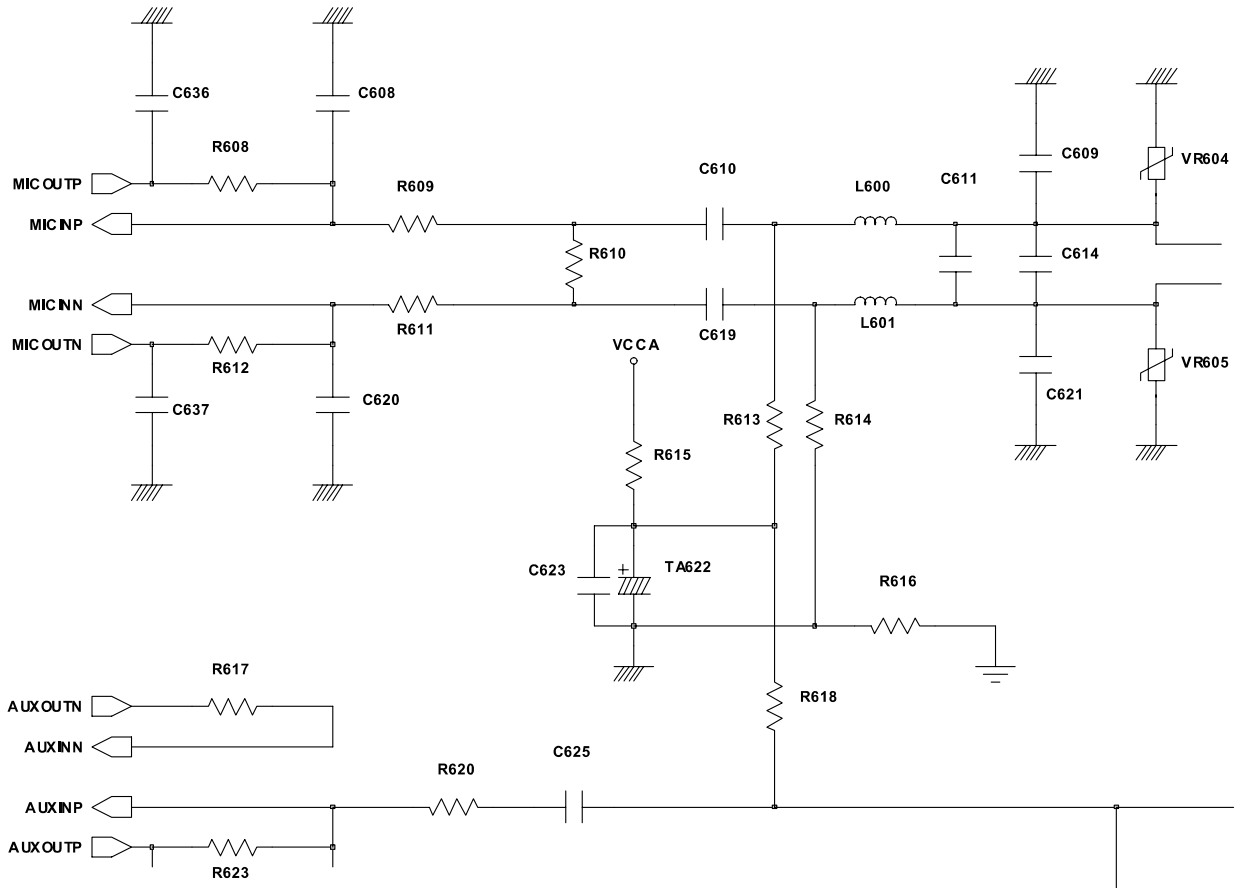 C636
C608
R608
MICOUTP
C610
C609
VR604
R609
L600
C611
MICINP
R610
C614
MICINN
R611
C619
L601
MICOUTN
R612
VCCA
VR605
C637
C620
C621
R613
R614
R615
C623
+
TA622
R616
R617
R618
AUXOUTN
AUXINN
C625
R620
AUXINP
AUXOUTP
R623